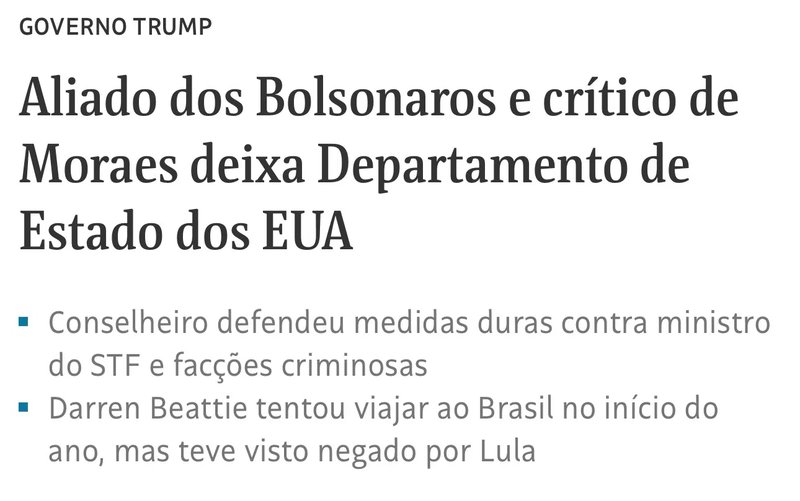 GOVERNO TRUMP
Aliado dos Bolsonaros e crítico de
Moraes deixa Departamento de
Estado dos EUA
▪ Conselheiro defendeu medidas duras contra ministro
do STF e facções criminosas
▪ Darren Beattie tentou viajar ao Brasil no início do
ano, mas teve visto negado por Lula